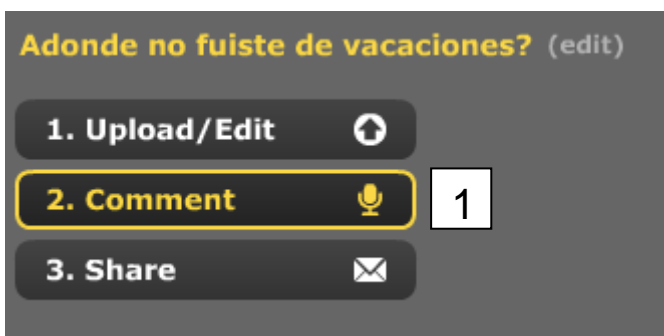 Adonde no fuiste de vacaciones? (edit)
1. Upload/Edit
2. Comment 1
3. Share